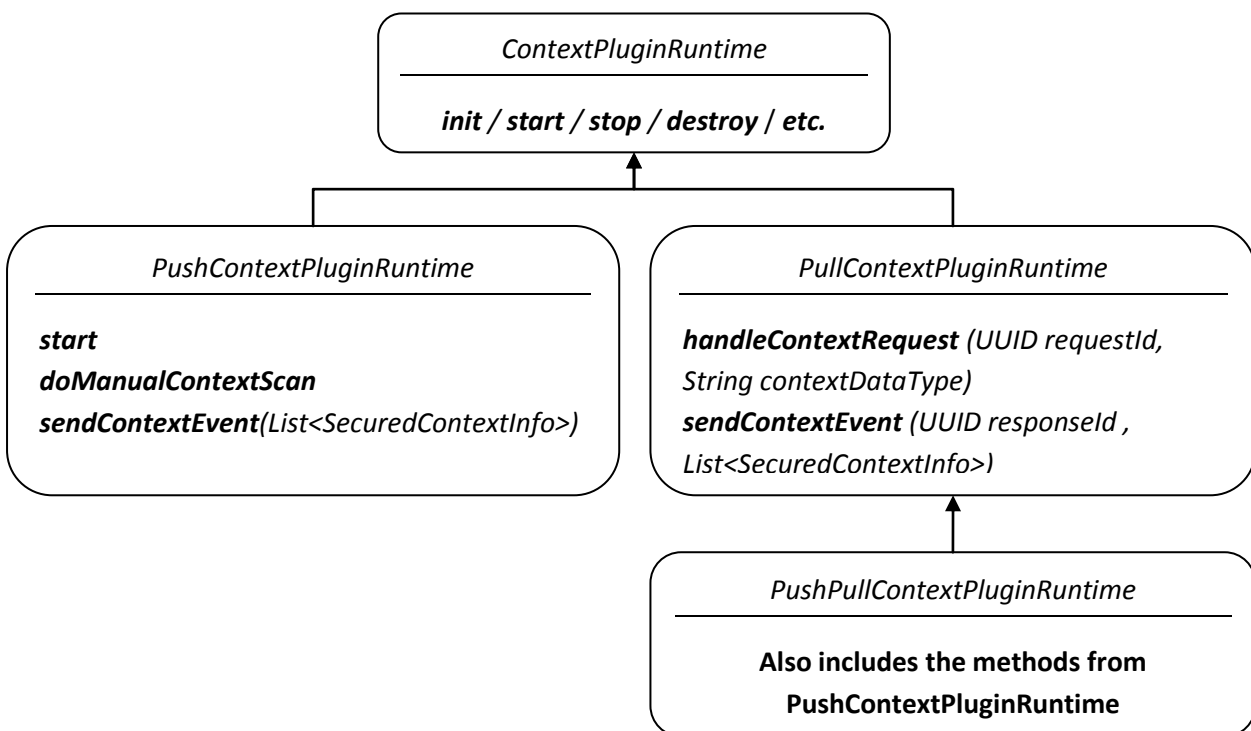 ContextPluginRuntime
init / start / stop / destroy / etc.
PushContextPluginRuntime
start
doManualContextScan
sendContextEvent(List<SecuredContextInfo>)
PullContextPluginRuntime
handleContextRequest (UUID requestId,
String contextDataType)
sendContextEvent (UUID responseId ,
List<SecuredContextInfo>)
PushPullContextPluginRuntime
Also includes the methods from
PushContextPluginRuntime